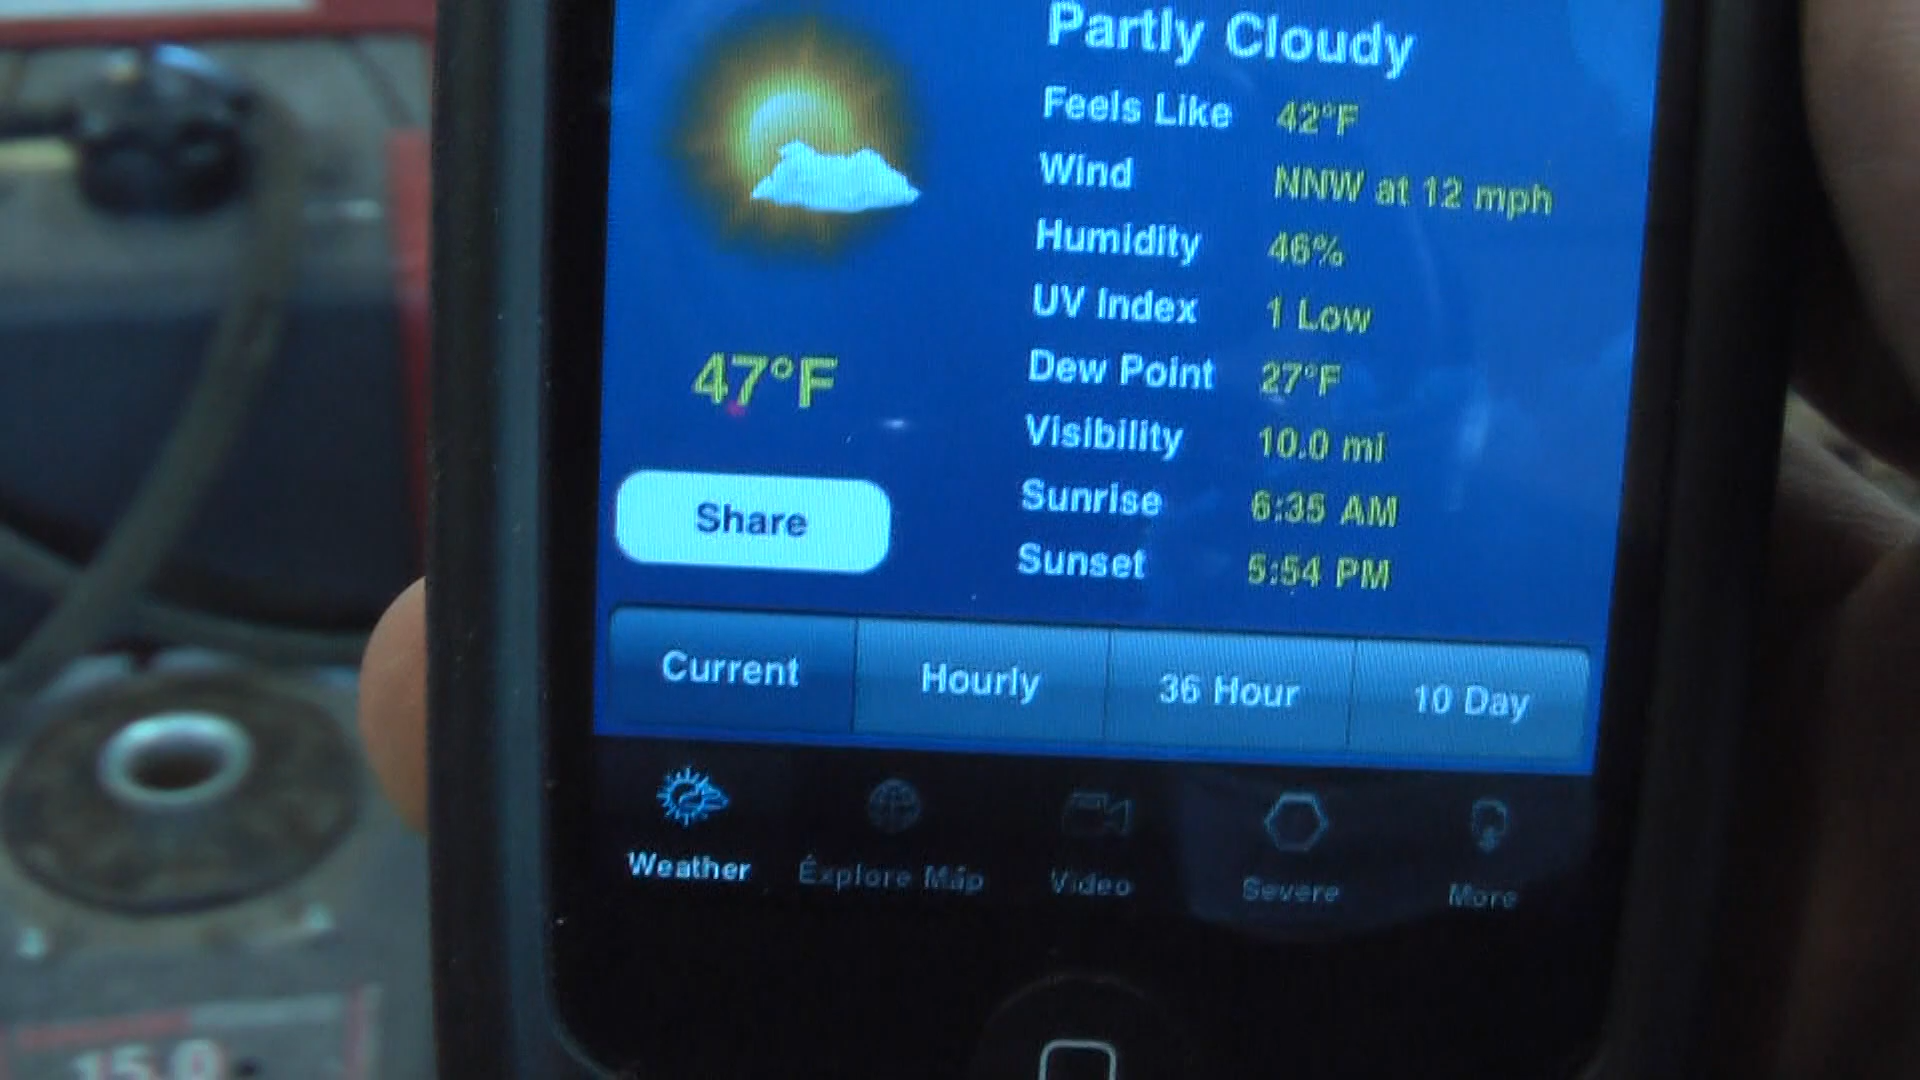 Partly Cloudy
Feels Like 42°F
Wind NNW at 12 mph
Humidity 46%
UV Index 1 Low
47°F
Dew Point 27°F
Visibility 10.0 mi
Share
Sunrise 6:35 AM
Sunset 5:54 PM
Current Hourly 36 Hour 10 Day
Weather Explore Map Video Severe More
15.0